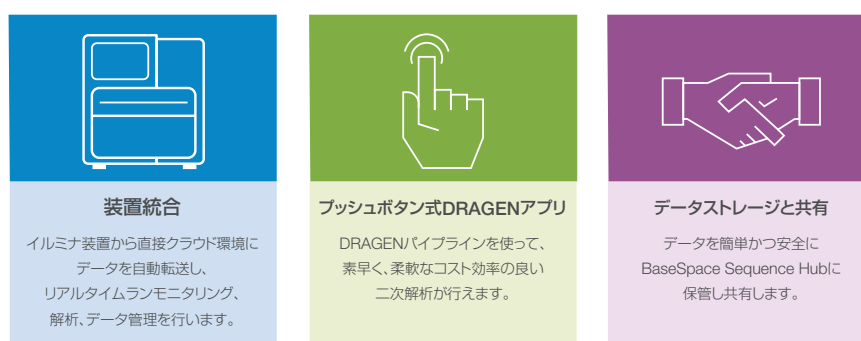 装置統合
イルミナ装置から直接クラウド環境に
データを自動転送し、
リアルタイムランモニタリング、
解析、データ管理を行います。
プッシュボタン式DRAGENアプリ
DRAGENパイプラインを使って、
素早く、柔軟なコスト効率の良い
二次解析が行えます。
データストレージと共有
データを簡単かつ安全に
BaseSpace Sequence Hubに
保管し共有します。